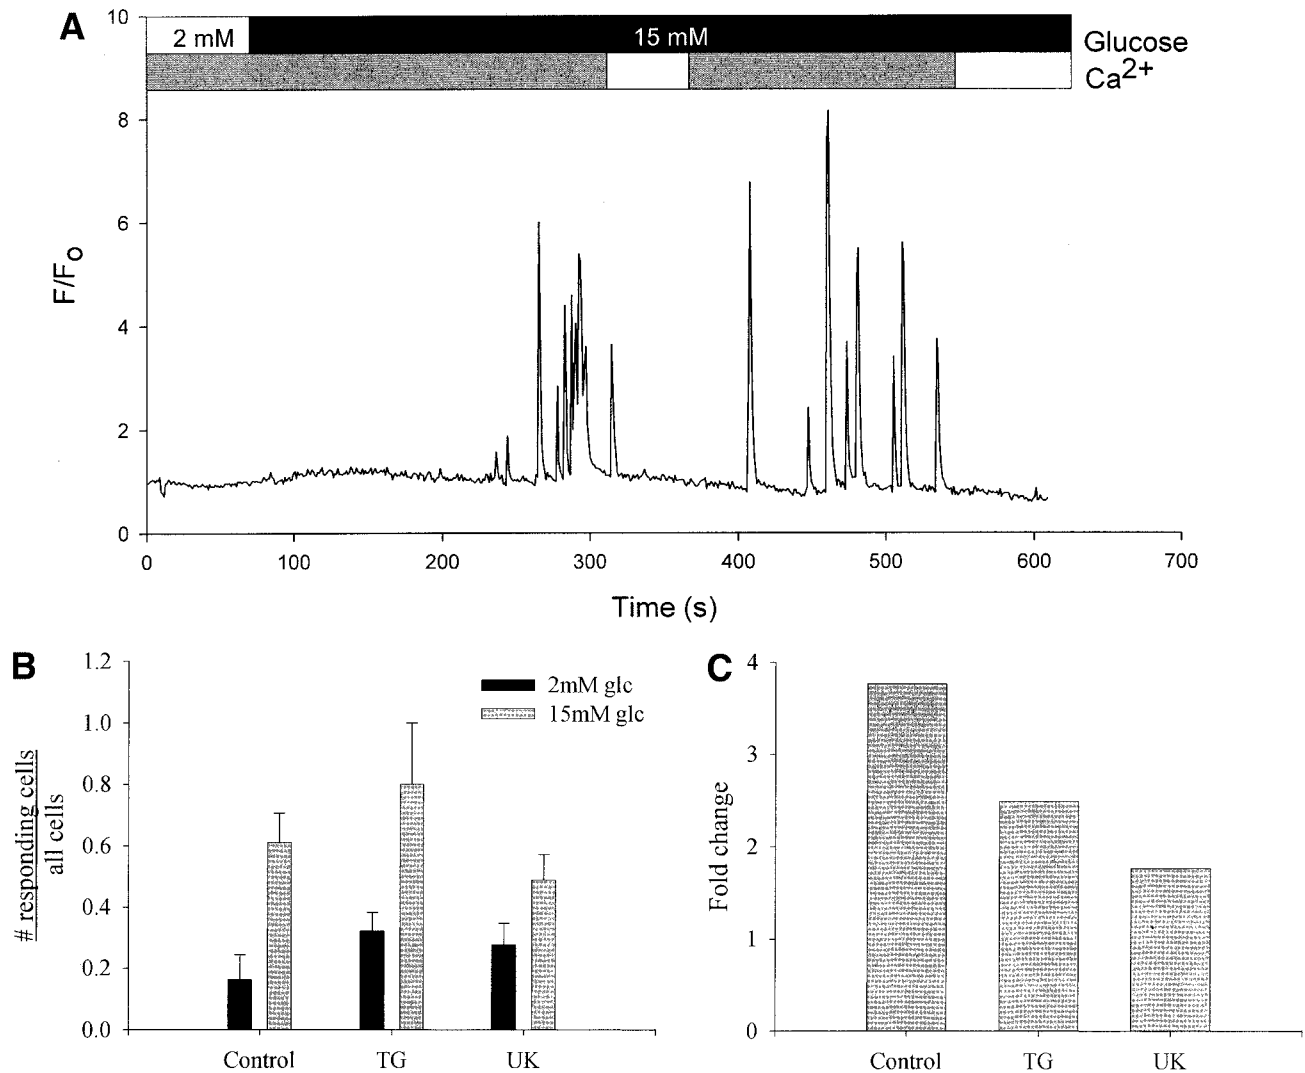 A
10
2 mM
15 mM
Glucose
Ca2+
8
6
4
2
0
F/Fo
0
100
200
300
400
500
600
700
Time (s)
B
1.2
1.0
0.8
0.6
0.4
0.2
0.0
# responding cells
all cells
2mM glc
15mM glc
Control
TG
UK
C
4
3
2
1
0
Fold change
Control
TG
UK